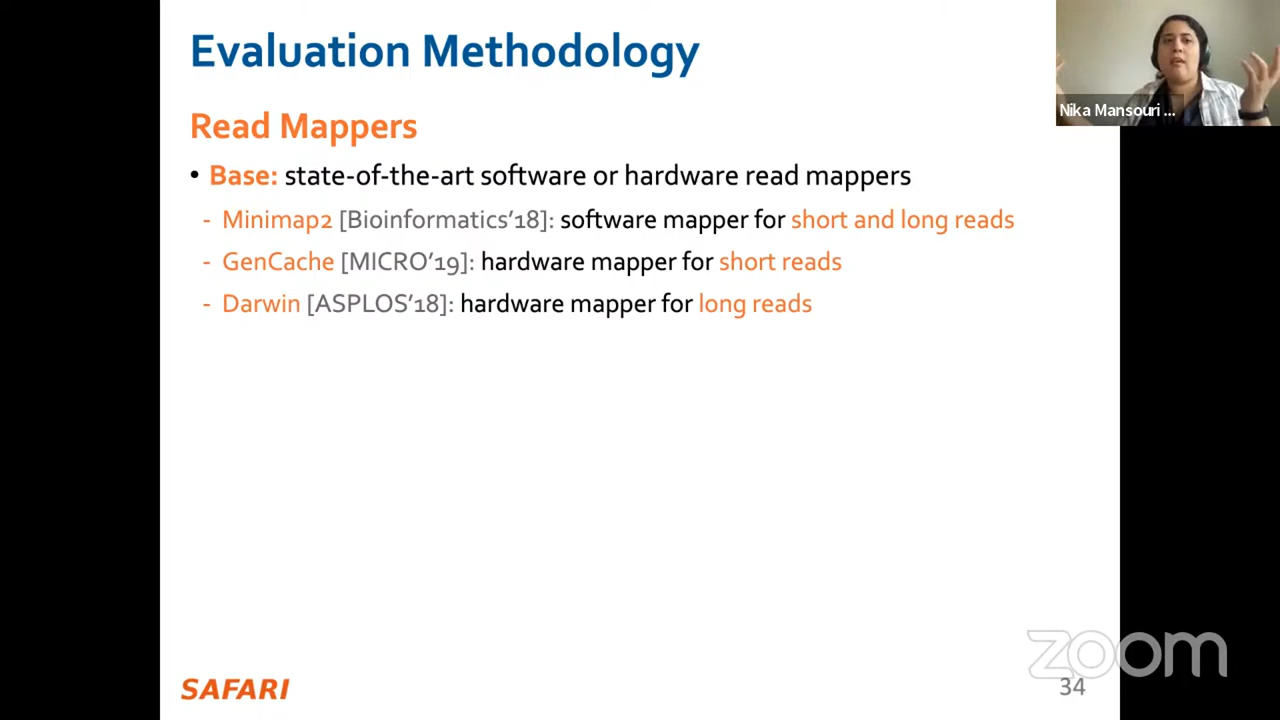 Evaluation Methodology
Nika Mansouri ...
Read Mappers
• Base: state-of-the-art software or hardware read mappers
- Minimap2 [Bioinformatics'18]: software mapper for short and long reads
- GenCache [MICRO'19]: hardware mapper for short reads
- Darwin [ASPLOS'18]: hardware mapper for long reads
zoom
SAFARI
34